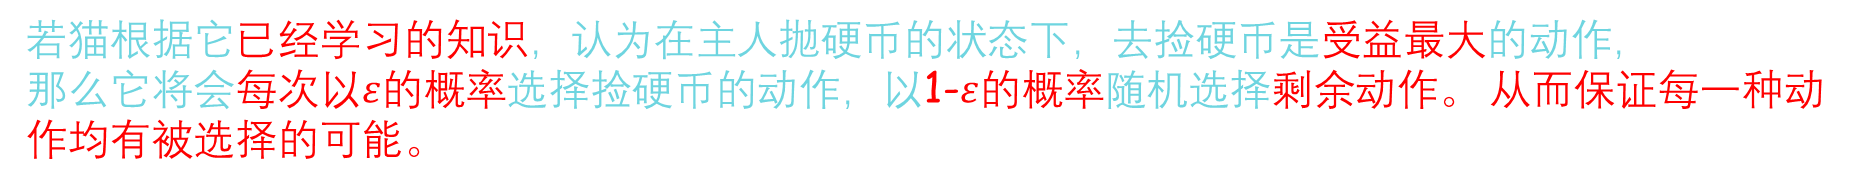 若猫根据它已经学习的知识，认为在主人抛硬币的状态下，去捡硬币是受益最大的动作，
那么它将会每次以ε的概率选择捡硬币的动作，以1-ε的概率随机选择剩余动作。从而保证每一种动
作均有被选择的可能。